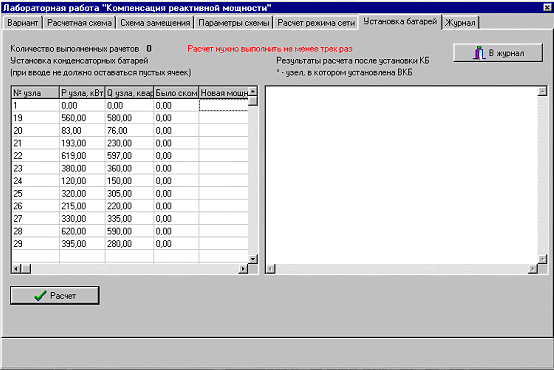 Лабораторная работа "Компенсация реактивной мощности"
Вариант Расчетная схема Схема замещения Параметры схемы Расчет режима сети Установка батарей Журнал
Количество выполненных рачетов 0 Расчет нужно выполнить не менее трех раз В журнал
Установка конденсаторных батарей Результаты расчета после установки КБ
(при вводе не должно оставаться пустых ячеек) * - узел, в котором установлена ВКБ
№ узла P узла, кВт Q узла, квар Было ском Новая мощн
1 0,00 0,00 0,00
19 560,00 580,00 0,00
20 83,00 76,00 0,00
21 193,00 230,00 0,00
22 619,00 597,00 0,00
23 380,00 360,00 0,00
24 120,00 150,00 0,00
25 320,00 305,00 0,00
26 215,00 220,00 0,00
27 330,00 335,00 0,00
28 620,00 590,00 0,00
29 395,00 280,00 0,00
Расчет